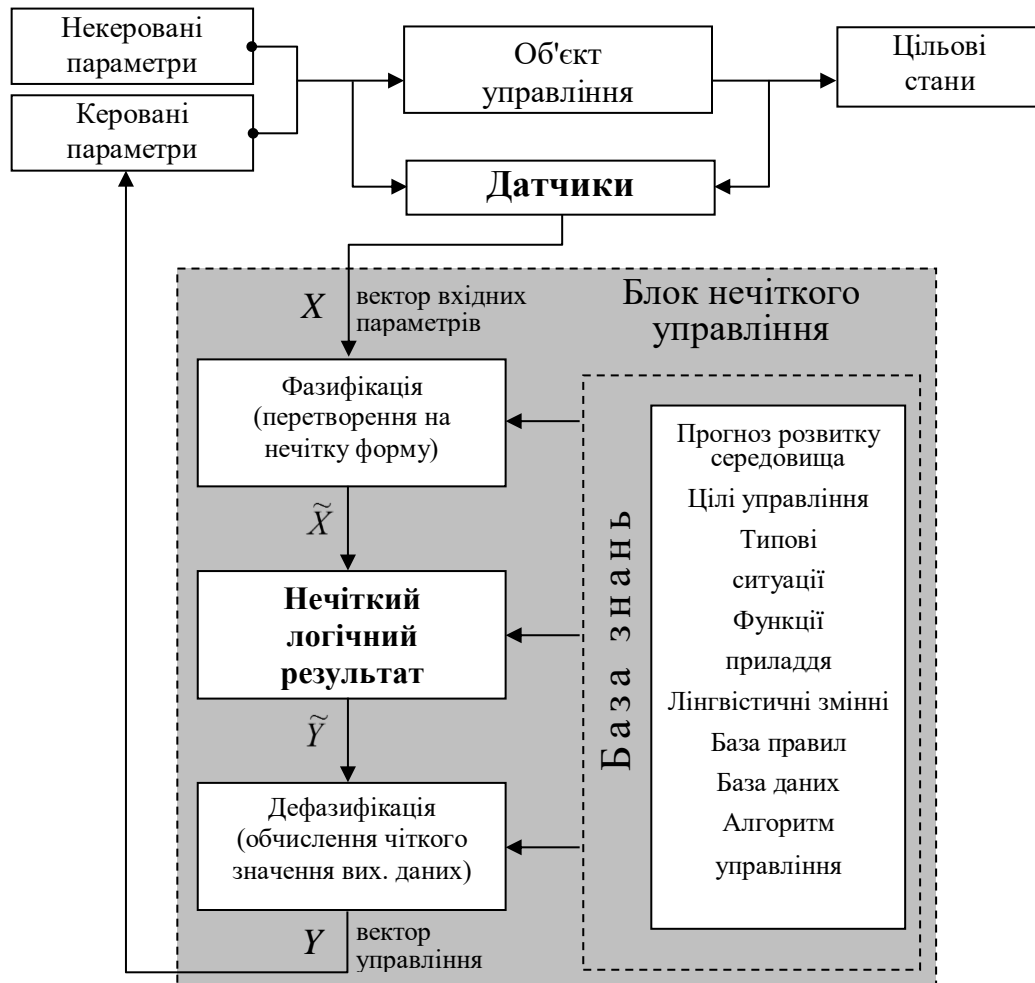 Некеровані
параметри
Керовані
параметри
Об'єкт
управління
Цільові
стани
Датчики
Блок нечіткого
управління
X
вектор вхідних
параметрів
Фазифікація
(перетворення на
нечітку форму)
X̃
Нечіткий
логічний
результат
Ỹ
Дефазифікація
(обчислення чіткого
значення вих. даних)
Y
вектор
управління
База знань
Прогноз розвитку
середовища
Цілі управління
Типові
ситуації
Функції
приладдя
Лінгвістичні змінні
База правил
База даних
Алгоритм
управління